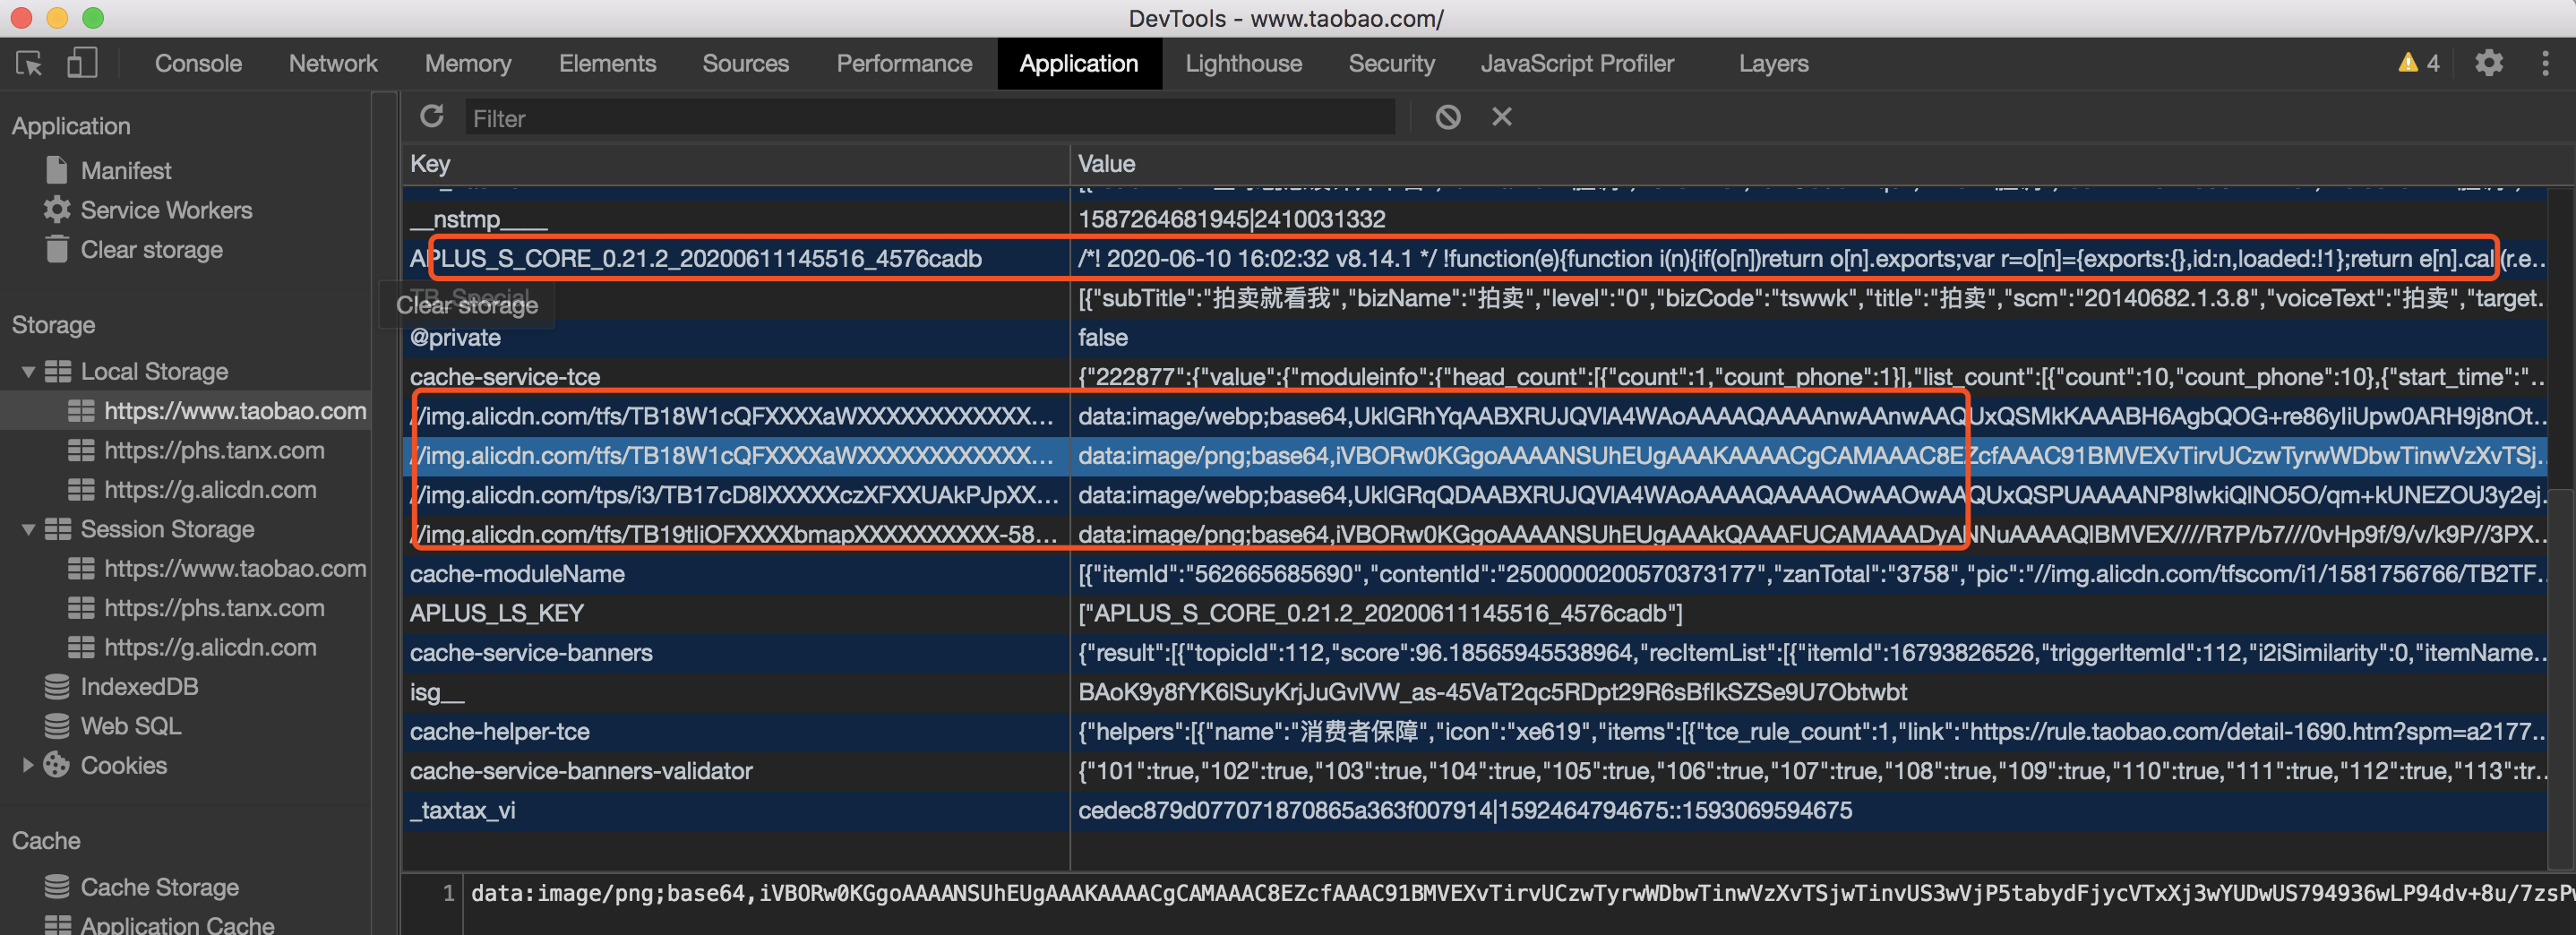 DevTools - www.taobao.com/
Console Network Memory Elements Sources Performance Application Lighthouse Security JavaScript Profiler Layers 4
Application
Manifest
Service Workers
Clear storage
Storage
Local Storage
https://www.taobao.com
https://phs.tanx.com
https://g.alicdn.com
Session Storage
https://www.taobao.com
https://phs.tanx.com
https://g.alicdn.com
IndexedDB
Web SQL
Cookies
Cache
Cache Storage
Application Cache
Filter
Key Value
__nstmp____ 1587264681945|2410031332
APLUS_S_CORE_0.21.2_20200611145516_4576cadb /*! 2020-06-10 16:02:32 v8.14.1 */ !function(e){function i(n){if(o[n])return o[n].exports;var r=o[n]={exports:{},id:n,loaded:!1};return e[n].call(r.e…
TB_Special [{"subTitle":"拍卖就看我","bizName":"拍卖","level":"0","bizCode":"tswwk","title":"拍卖","scm":"20140682.1.3.8","voiceText":"拍卖","target…
Clear storage
@private false
cache-service-tce {"222877":{"value":{"moduleinfo":{"head_count":[{"count":1,"count_phone":1}],"list_count":[{"count":10,"count_phone":10},{"start_time":"…
//img.alicdn.com/tfs/TB18W1cQFXXXXaWXXXXXXXXXXXX… data:image/webp;base64,UklGRhYqAABXRUJQVlA4WAoAAAAQAAAAnwAAnwAAQUxQSMkKAAABH6AgbQOG+re86yIiUpw0ARH9j8nOt…
//img.alicdn.com/tfs/TB18W1cQFXXXXaWXXXXXXXXXXXX… data:image/png;base64,iVBORw0KGgoAAAANSUhEUgAAAKAAAACgCAMAAAC8EZcfAAAC91BMVEXvTirvUCzwTyrwWDbwTinwVzXvTSj…
//img.alicdn.com/tps/i3/TB17cD8IXXXXXczXFXXUAkPJpXX… data:image/webp;base64,UklGRqQDAABXRUJQVlA4WAoAAAAQAAAAOwAAOwAAQUxQSPUAAAANP8IwkiQlNO5O/qm+kUNEZOU3y2ej…
//img.alicdn.com/tfs/TB19tIiOFXXXXbmapXXXXXXXXXX-58… data:image/png;base64,iVBORw0KGgoAAAANSUhEUgAAAkQAAAFUCAMAAADyANNuAAAAQlBMVEX////R7P/b7///0vHp9f/9/v/k9P//3PX…
cache-moduleName [{"itemId":"562665685690","contentId":"2500000200570373177","zanTotal":"3758","pic":"//img.alicdn.com/tfscom/i1/1581756766/TB2TF…
APLUS_LS_KEY ["APLUS_S_CORE_0.21.2_20200611145516_4576cadb"]
cache-service-banners {"result":[{"topicId":112,"score":96.18565945538964,"recItemList":[{"itemId":16793826526,"triggerItemId":112,"i2iSimilarity":0,"itemName…
isg__ BAoK9y8fYK6lSuyKrjJuGvlVW_as-45VaT2qc5RDpt29R6sBflkSZSe9U7Obtwbt
cache-helper-tce {"helpers":[{"name":"消费者保障","icon":"xe619","items":[{"tce_rule_count":1,"link":"https://rule.taobao.com/detail-1690.htm?spm=a2177…
cache-service-banners-validator {"101":true,"102":true,"103":true,"104":true,"105":true,"106":true,"107":true,"108":true,"109":true,"110":true,"111":true,"112":true,"113":tr…
_taxtax_vi cedec879d077071870865a363f007914|1592464794675::1593069594675
1 data:image/png;base64,iVBORw0KGgoAAAANSUhEUgAAAKAAAACgCAMAAAC8EZcfAAAC91BMVEXvTirvUCzwTyrwWDbwTinwVzXvTSjwTinvUS3wVjP5tabydFjycVTxXj3wYUDwUS794936wLP94dv+8u/7zsP